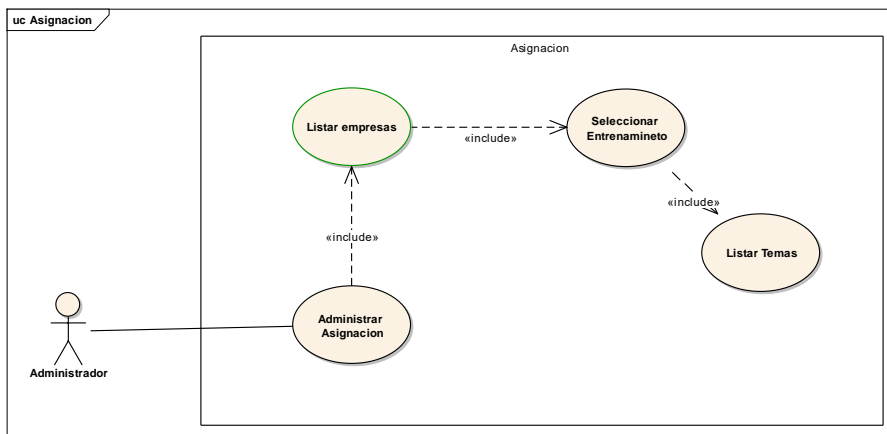 uc Asignacion
Asignacion
Listar empresas
«include»
Seleccionar
Entrenamineto
«include»
Listar Temas
«include»
Administrar
Asignacion
Administrador